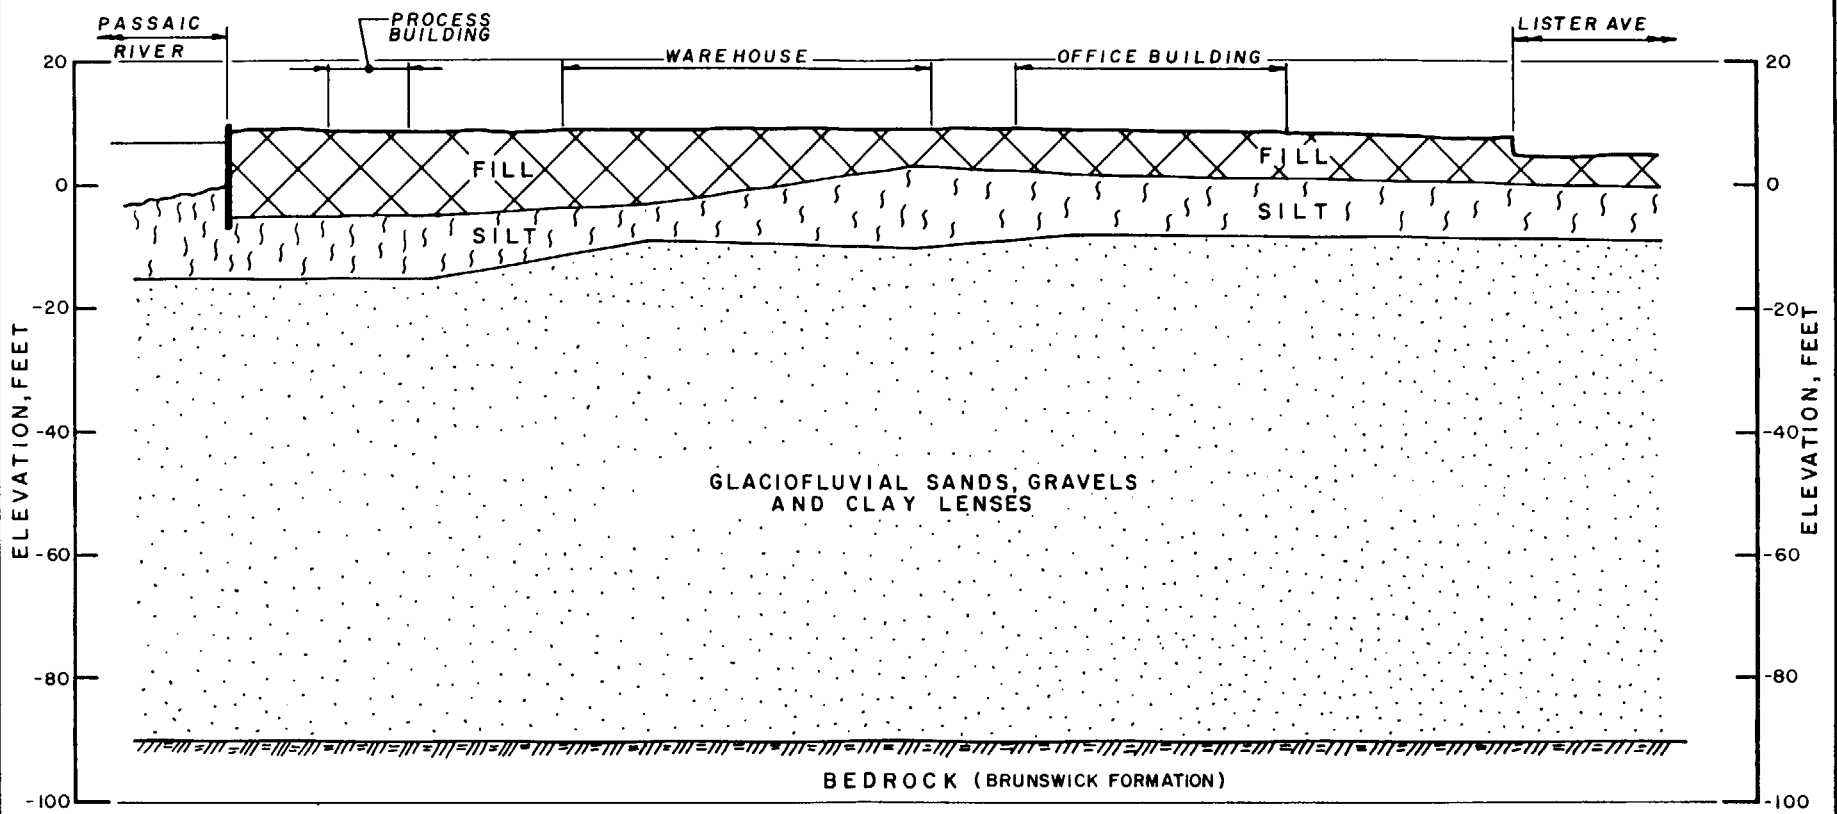 PASSAIC
RIVER
PROCESS
BUILDING
WAREHOUSE
OFFICE BUILDING
LISTER AVE
20
0
-20
-40
-60
-80
-100
ELEVATION, FEET
FILL
FILL
SILT
SILT
GLACIOFLUVIAL SANDS, GRAVELS
AND CLAY LENSES
BEDROCK (BRUNSWICK FORMATION)
20
0
-20
-40
-60
-80
-100
ELEVATION, FEET